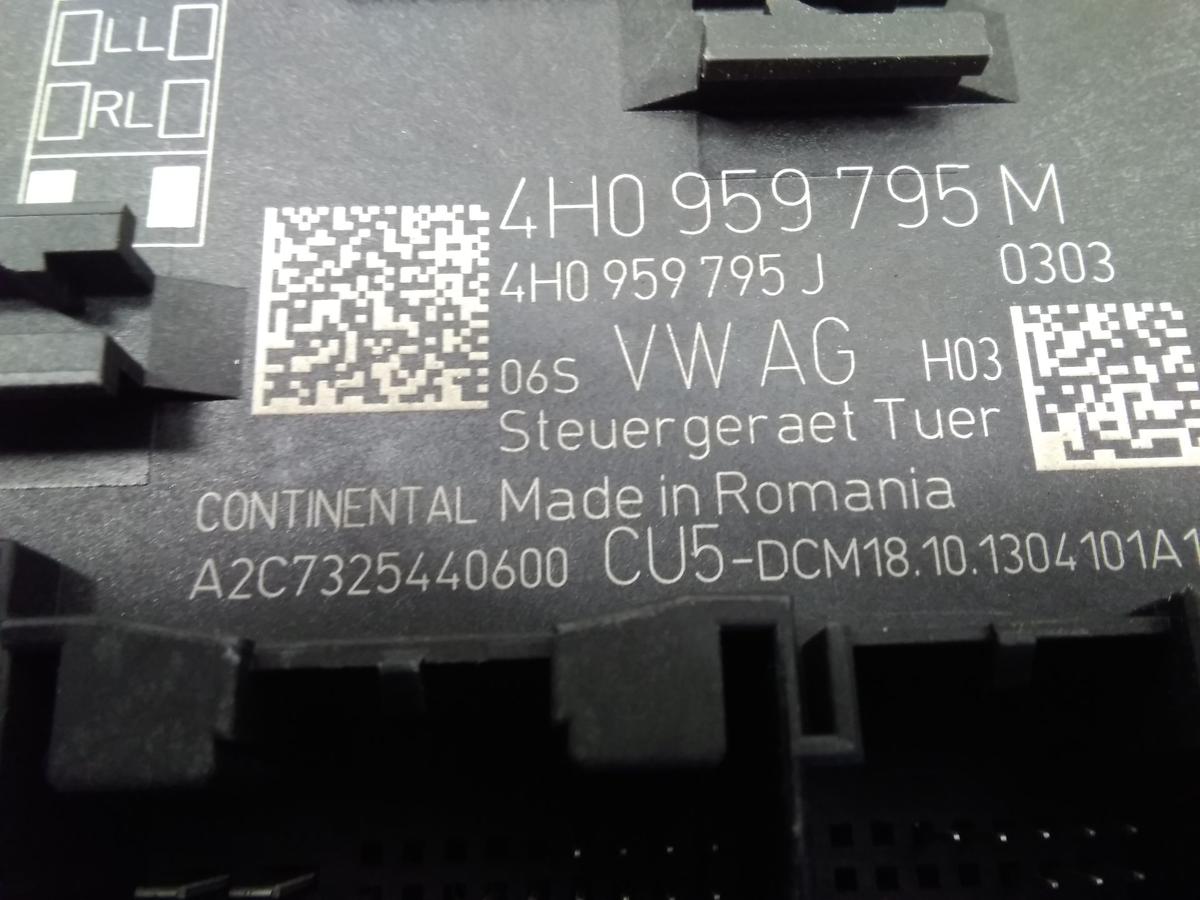 LL
RL
4H0 959 795 M
4H0 959 795 J 0303
06S VW AG H03
Steuergeraet Tuer
CONTINENTAL Made in Romania
A2C7325440600 CU5-DCM18.10.1304101A1